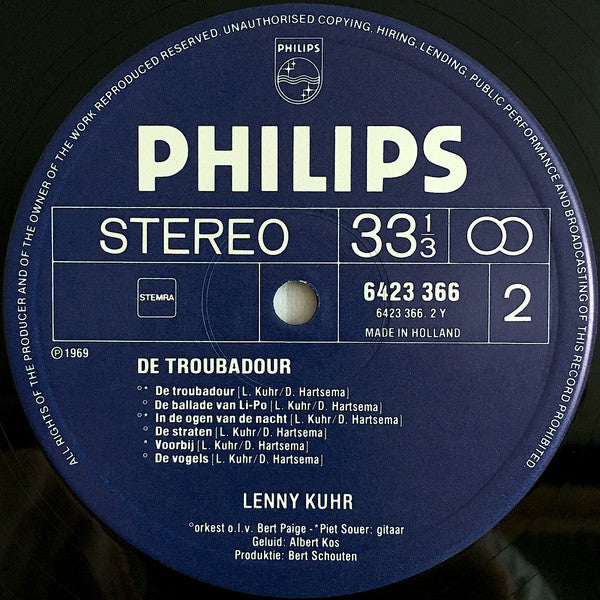 ALL RIGHTS OF THE PRODUCER AND OF THE OWNER OF THE WORK REPRODUCED RESERVED. UNAUTHORISED COPYING, HIRING, LENDING, PUBLIC PERFORMANCE AND BROADCASTING OF THIS RECORD PROHIBITED
PHILIPS
PHILIPS
STEREO 33 1/3
STEMRA 6423 366 2
6423 366. 2 Y
MADE IN HOLLAND
℗ 1969
DE TROUBADOUR
°* De troubadour [L. Kuhr/D. Hartsema]
° De ballade van Li-Po [L. Kuhr/D. Hartsema]
°* In de ogen van de nacht [L. Kuhr/D. Hartsema]
° De straten [L. Kuhr/D. Hartsema]
* Voorbij [L. Kuhr/D. Hartsema]
° De vogels [L. Kuhr/D. Hartsema]
LENNY KUHR
°orkest o.l.v. Bert Paige - *Piet Souer: gitaar
Geluid: Albert Kos
Produktie: Bert Schouten